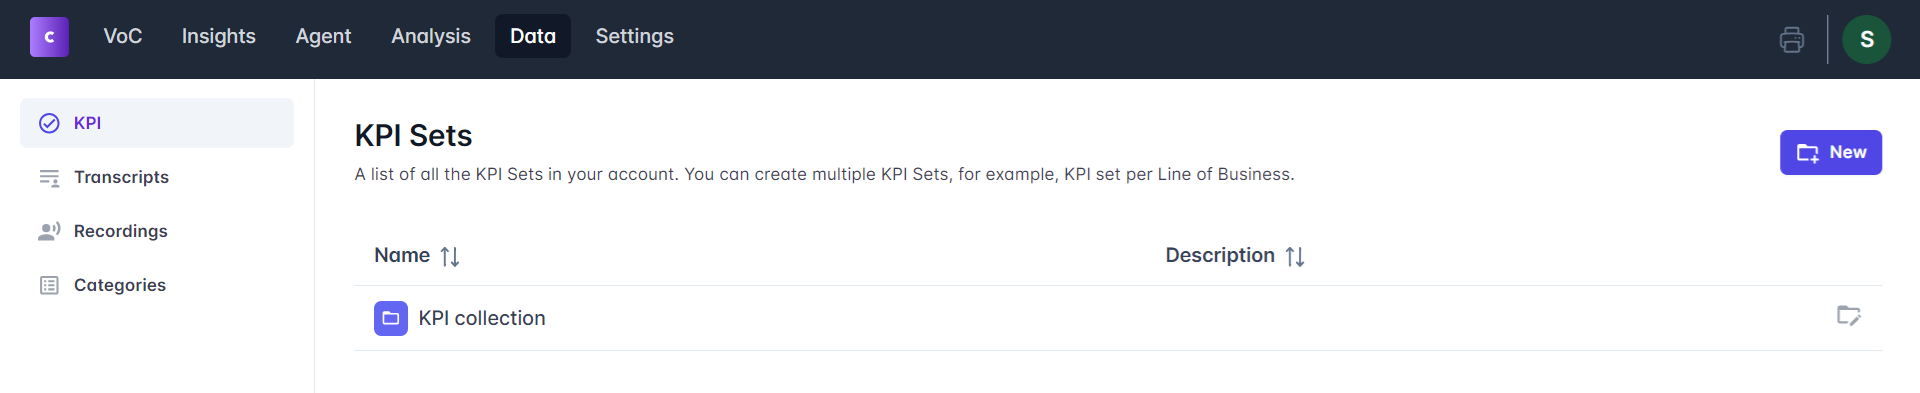 c VoC Insights Agent Analysis Data Settings S
KPI
Transcripts
Recordings
Categories
KPI Sets
A list of all the KPI Sets in your account. You can create multiple KPI Sets, for example, KPI set per Line of Business.
New
Name Description
KPI collection